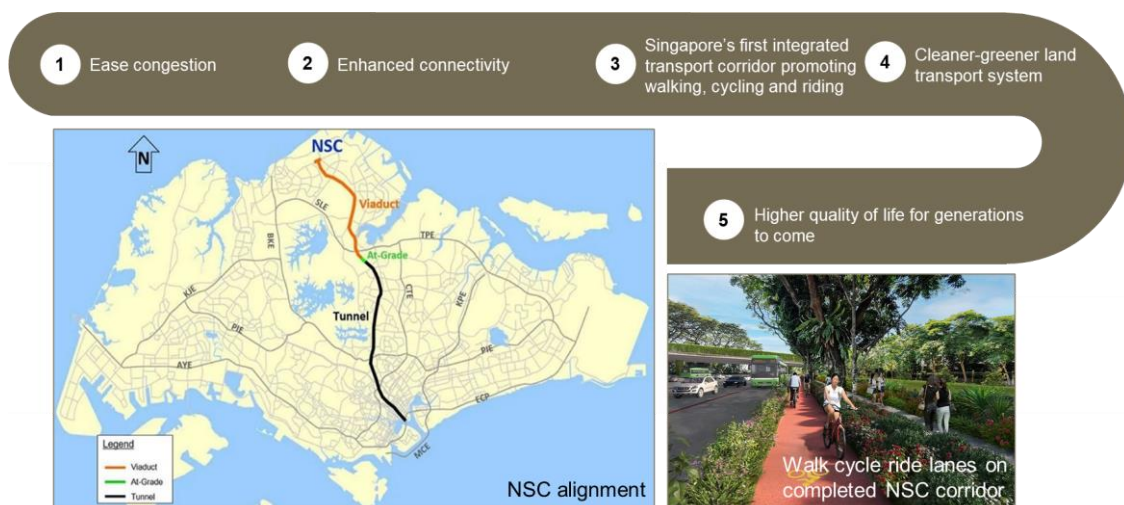 1 Ease congestion
2 Enhanced connectivity
3 Singapore's first integrated
transport corridor promoting
walking, cycling and riding
4 Cleaner-greener land
transport system
5 Higher quality of life for generations
to come
N
NSC
Viaduct
SLE
BKE
TPE
At-Grade
CTE
KPE
KJE
Tunnel
PIE
PIE
AYE
ECP
MCE
Legend
Viaduct
At-Grade
Tunnel
NSC alignment
Walk cycle ride lanes on
completed NSC corridor